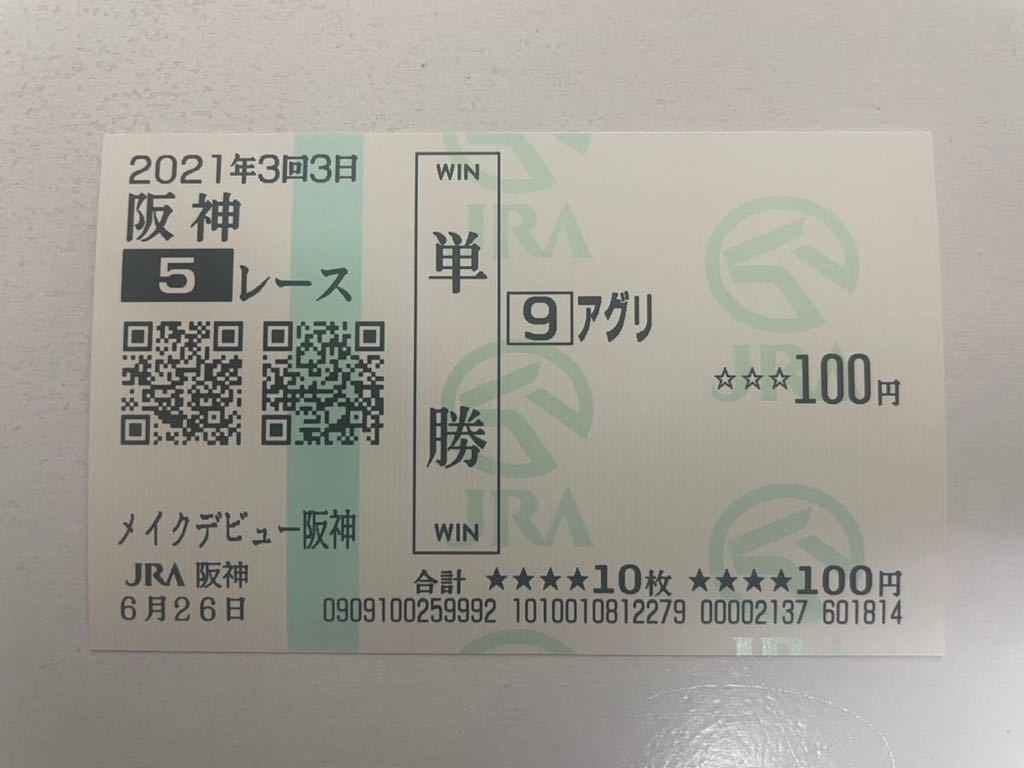 2021年3回3日
阪神
5レース
メイクデビュー阪神
JRA 阪神
6月26日
WIN
単勝
WIN
9アグリ
☆☆☆100円
合計 ★★★★10枚 ★★★★100円
0909100259992 1010010812279 00002137 601814
JRA
JRA
JRA
JRA